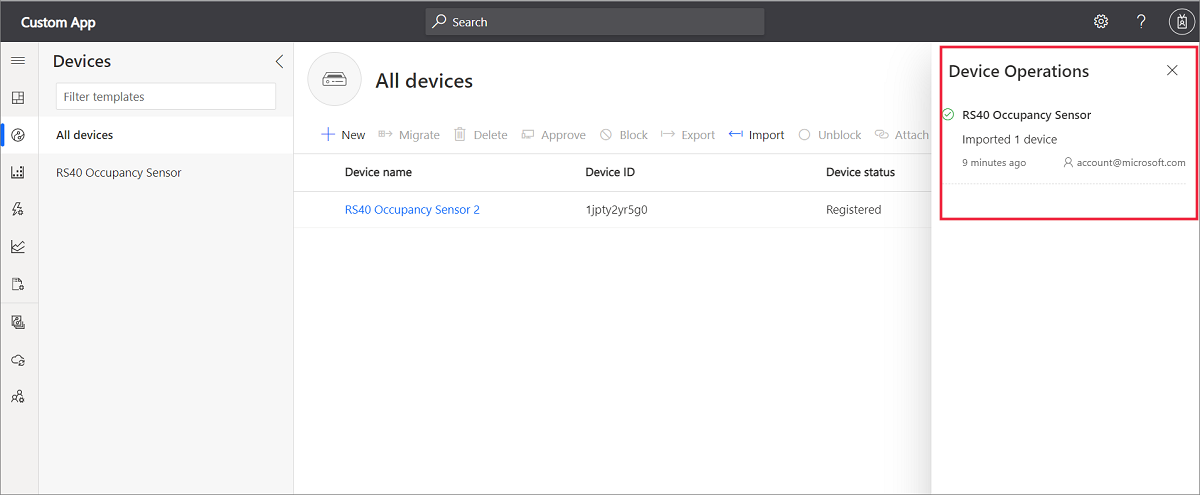 Custom App
Search
?
Devices
Filter templates
All devices
RS40 Occupancy Sensor
All devices
New Migrate Delete Approve Block Export Import Unblock Attach
Device name Device ID Device status
RS40 Occupancy Sensor 2 1jpty2yr5g0 Registered
Device Operations
RS40 Occupancy Sensor
Imported 1 device
9 minutes ago account@microsoft.com